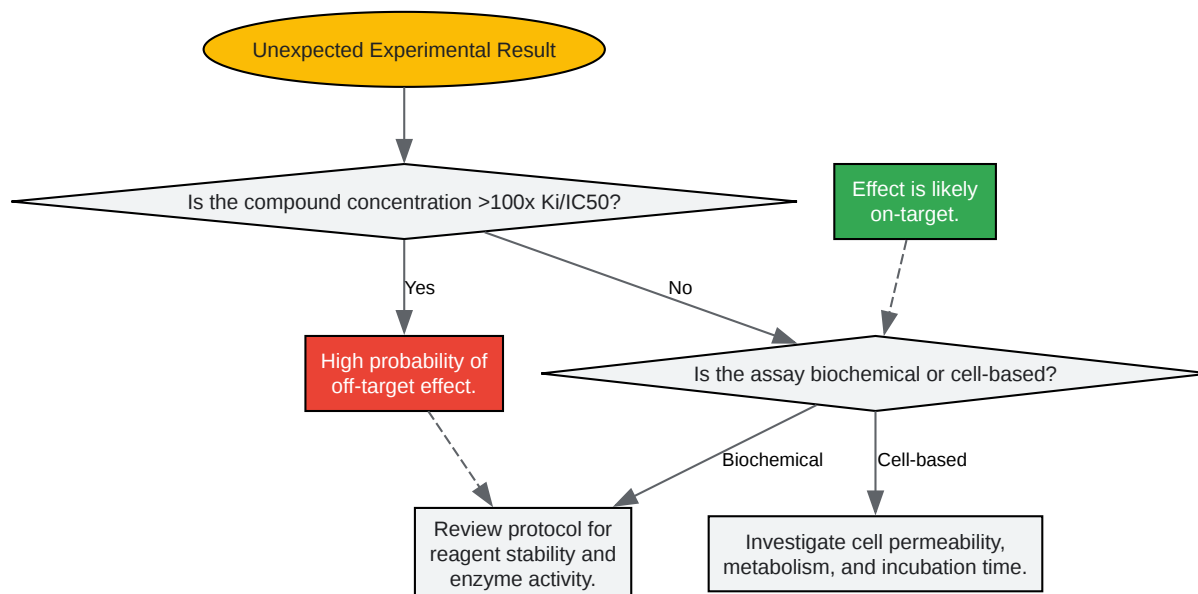 Unexpected Experimental Result
Is the compound concentration >100x Ki/IC50?
Effect is likely
on-target.
Yes
No
High probability of
off-target effect.
Is the assay biochemical or cell-based?
Biochemical
Cell-based
Review protocol for
reagent stability and
enzyme activity.
Investigate cell permeability,
metabolism, and incubation time.